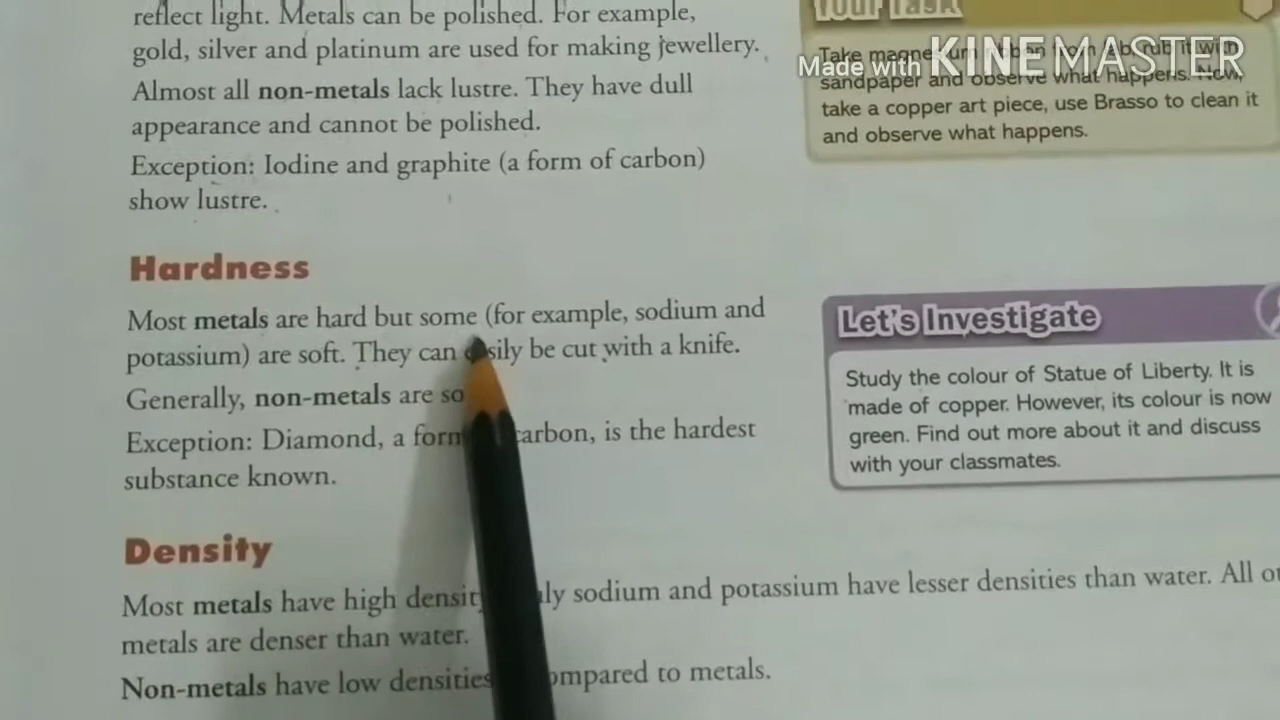 reflect light. Metals can be polished. For example,
gold, silver and platinum are used for making jewellery.
Almost all non-metals lack lustre. They have dull
appearance and cannot be polished.
Exception: Iodine and graphite (a form of carbon)
show lustre.
Hardness
Most metals are hard but some (for example, sodium and
potassium) are soft. They can easily be cut with a knife.
Generally, non-metals are so
Exception: Diamond, a form carbon, is the hardest
substance known.
Density
Most metals have high densit ly sodium and potassium have lesser densities than water. All
metals are denser than water.
Non-metals have low densities ompared to metals.
Your Task
Take magnesium ribbon from lab, rub it with
sandpaper and observe what happens. Now,
take a copper art piece, use Brasso to clean it
and observe what happens.
Made with KINEMASTER
Let's Investigate
Study the colour of Statue of Liberty. It is
made of copper. However, its colour is now
green. Find out more about it and discuss
with your classmates.